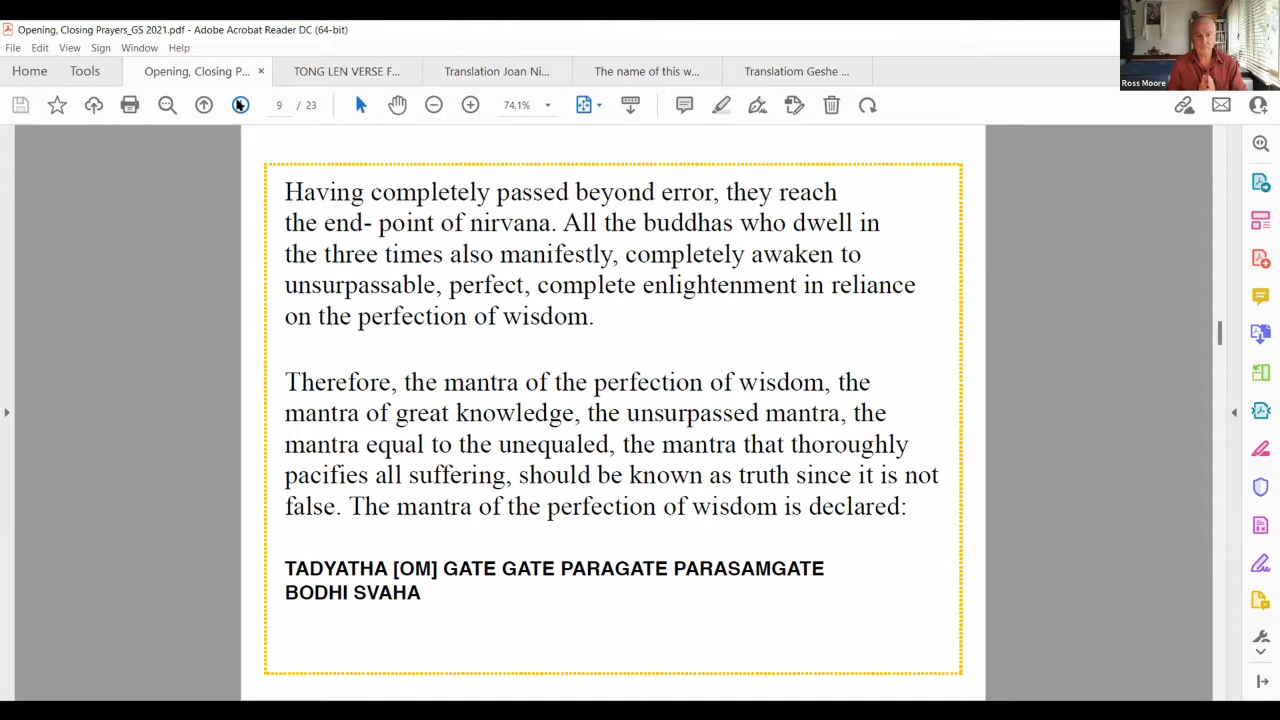 Opening, Closing Prayers_GS 2021.pdf - Adobe Acrobat Reader DC (64-bit)
File Edit View Sign Window Help
Home Tools Opening, Closing P... × TONG LEN VERSE F... Translation Joan Ni... The name of this w... Translatiom Geshe ...
Ross Moore
9 / 23 74.1%
Having completely passed beyond error, they reach
the end- point of nirvana. All the buddhas who dwell in
the three times also manifestly, completely awaken to
unsurpassable, perfect, complete enlightenment in reliance
on the perfection of wisdom.
Therefore, the mantra of the perfection of wisdom, the
mantra of great knowledge, the unsurpassed mantra, the
mantra equal to the unequaled, the mantra that thoroughly
pacifies all suffering, should be known as truth since it is not
false. The mantra of the perfection of wisdom is declared:
TADYATHA [OM] GATE GATE PARAGATE PARASAMGATE
BODHI SVAHA